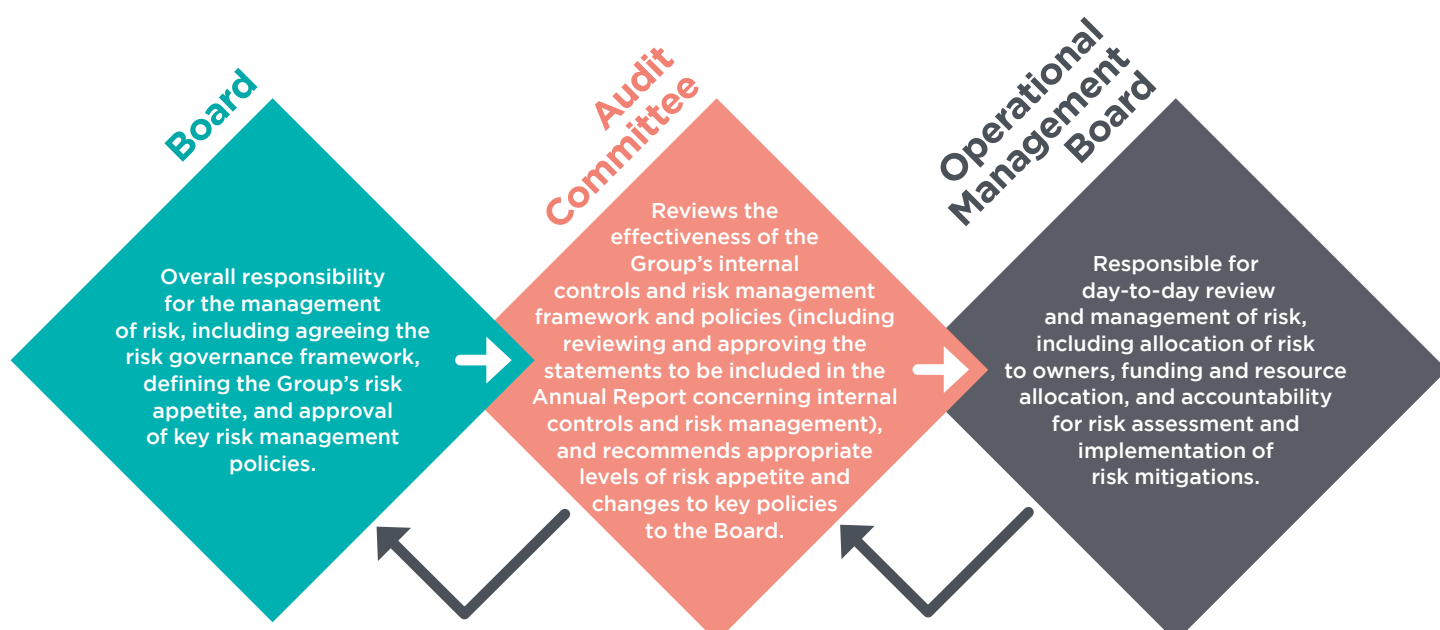 Board
Overall responsibility
for the management
of risk, including agreeing the
risk governance framework,
defining the Group’s risk
appetite, and approval
of key risk management
policies.
Audit
Committee
Reviews the
effectiveness of the
Group’s internal
controls and risk management
framework and policies (including
reviewing and approving the
statements to be included in the
Annual Report concerning internal
controls and risk management),
and recommends appropriate
levels of risk appetite and
changes to key policies
to the Board.
Operational
Management
Board
Responsible for
day-to-day review
and management of risk,
including allocation of risk
to owners, funding and resource
allocation, and accountability
for risk assessment and
implementation of
risk mitigations.